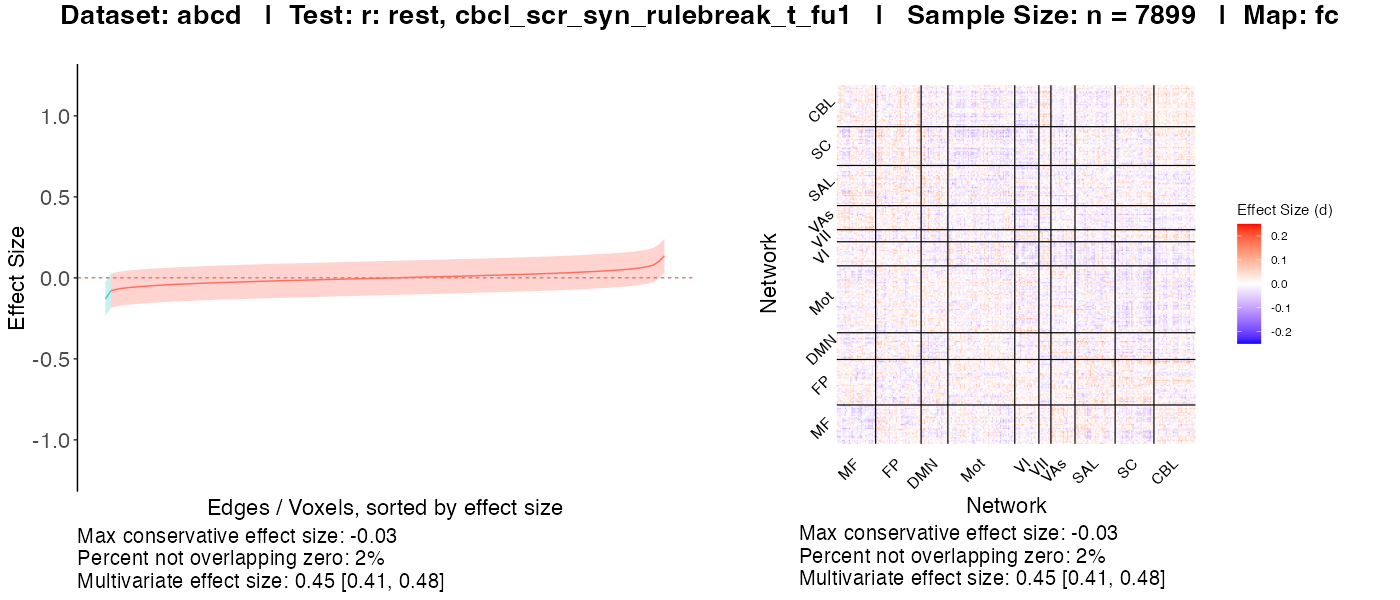 Dataset: abcd | Test: r: rest, cbcl_scr_syn_rulebreak_t_fu1 | Sample Size: n = 7899 | Map: fc
Effect Size
1.0
0.5
0.0
-0.5
-1.0
Edges / Voxels, sorted by effect size
Max conservative effect size: -0.03
Percent not overlapping zero: 2%
Multivariate effect size: 0.45 [0.41, 0.48]
Network
CBL
SC
SAL
VAs
VII
VI
Mot
DMN
FP
MF
MF FP DMN Mot VI VII VAs SAL SC CBL
Network
Max conservative effect size: -0.03
Percent not overlapping zero: 2%
Multivariate effect size: 0.45 [0.41, 0.48]
Effect Size (d)
0.2
0.1
0.0
-0.1
-0.2